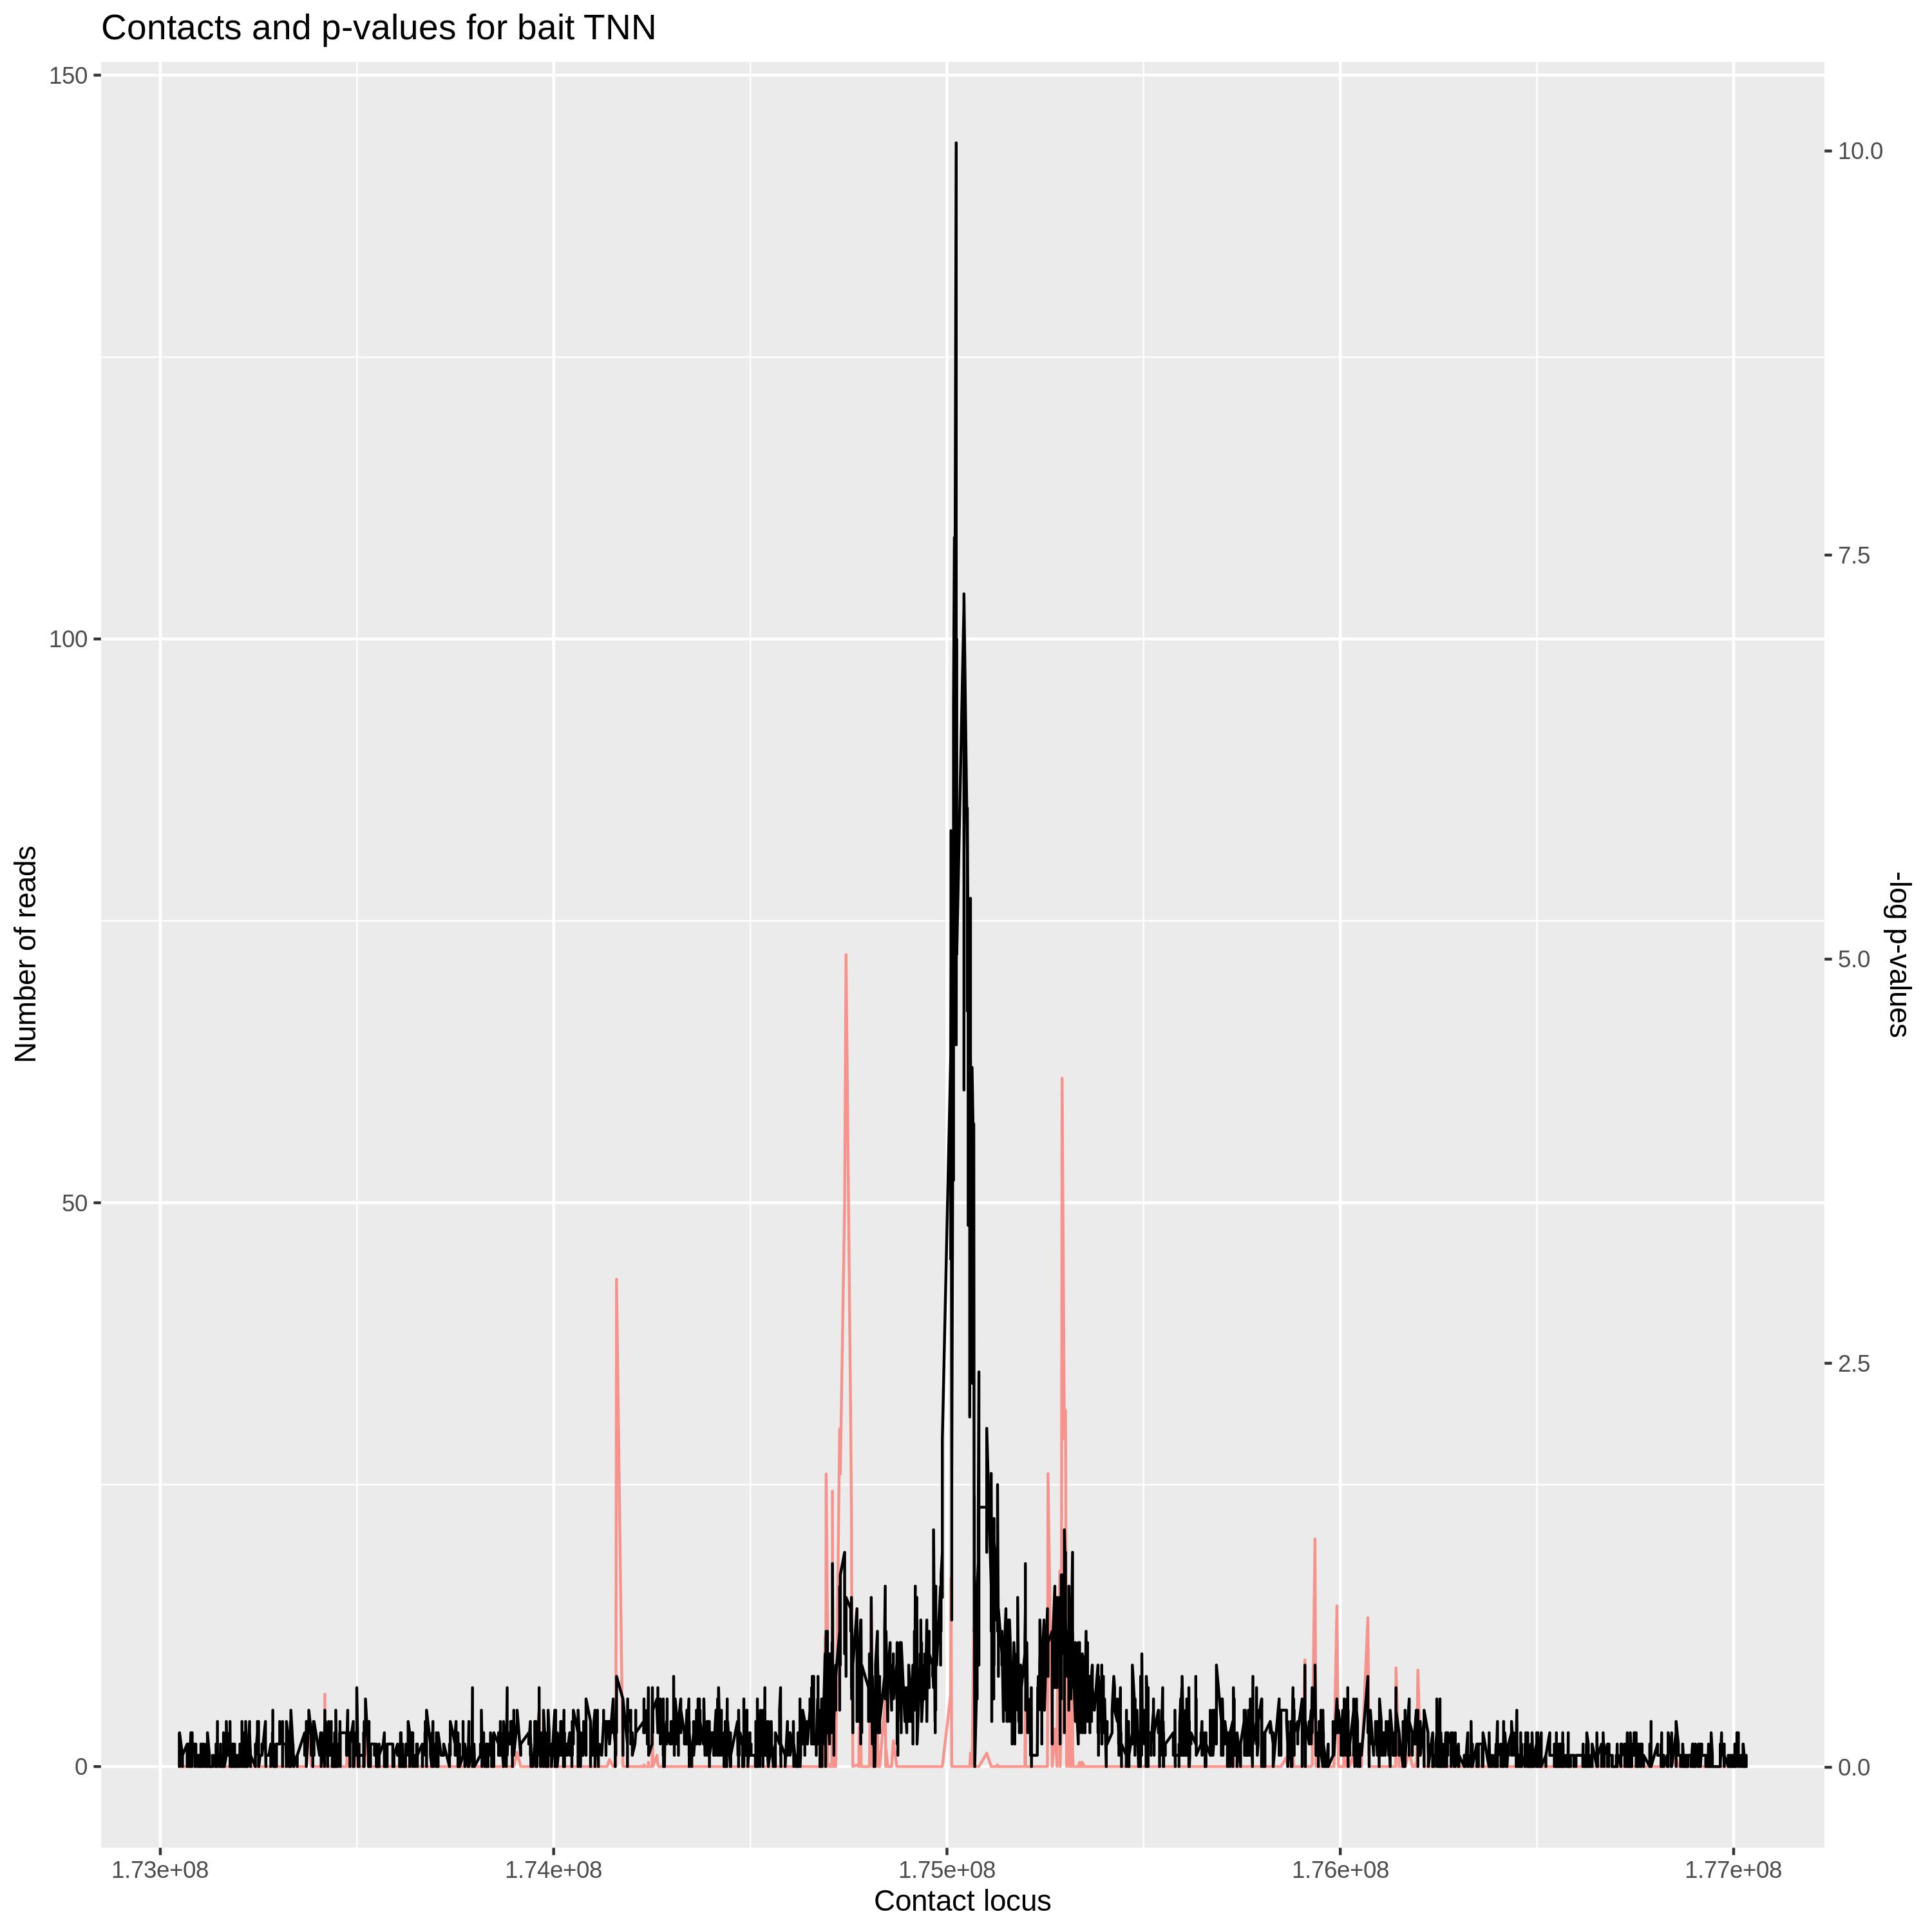 Contacts and p-values for bait TNN
150
100
50
0
Number of reads
10.0
7.5
5.0
2.5
0.0
-log p-values
1.73e+08
1.74e+08
1.75e+08
1.76e+08
1.77e+08
Contact locus